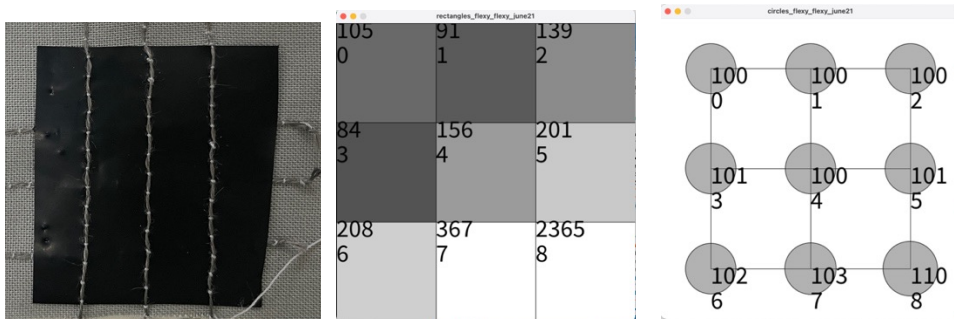 rectangles_flexy_flexy_june21
105 91 139
0 1 2
84 156 201
3 4 5
208 367 2365
6 7 8
circles_flexy_flexy_june21
100 100 100
0 1 2
101 100 101
3 4 5
102 103 110
6 7 8